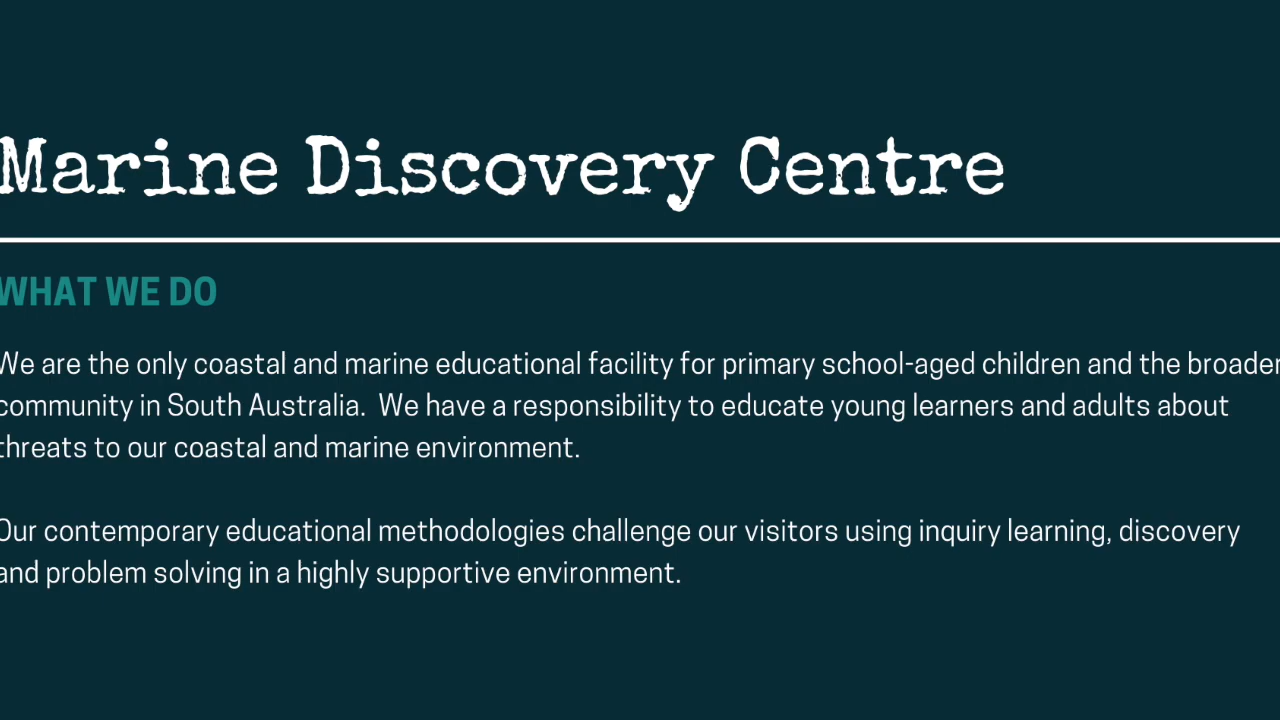 Marine Discovery Centre
WHAT WE DO
We are the only coastal and marine educational facility for primary school-aged children and the broader
community in South Australia.  We have a responsibility to educate young learners and adults about
threats to our coastal and marine environment.
Our contemporary educational methodologies challenge our visitors using inquiry learning, discovery
and problem solving in a highly supportive environment.